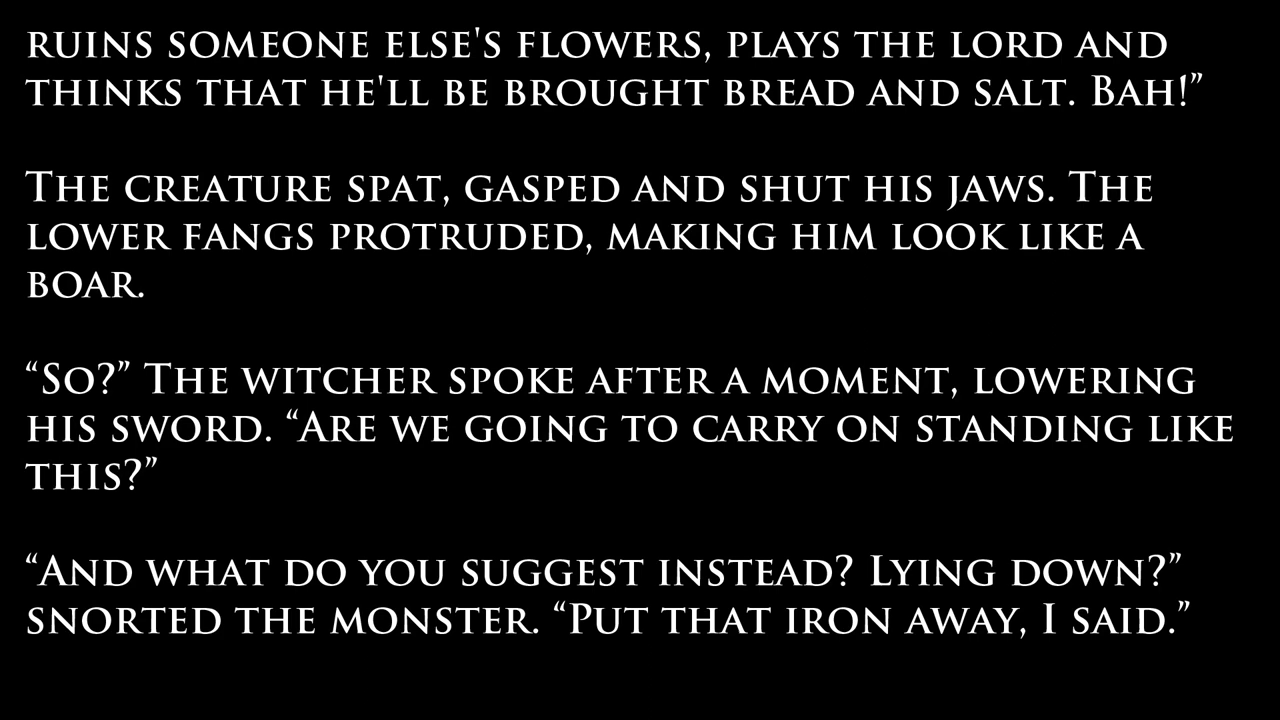 ruins someone else's flowers, plays the lord and
thinks that he'll be brought bread and salt. Bah!”
The creature spat, gasped and shut his jaws. The
lower fangs protruded, making him look like a
boar.
“So?” The witcher spoke after a moment, lowering
his sword. “Are we going to carry on standing like
this?”
“And what do you suggest instead? Lying down?”
snorted the monster. “Put that iron away, I said.”